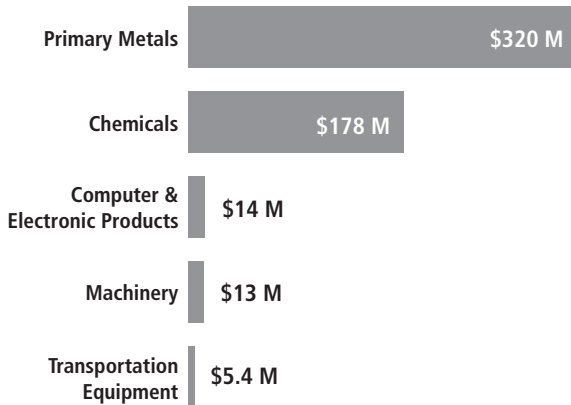 Primary Metals
$320 M
Chemicals
$178 M
Computer &
Electronic Products
$14 M
Machinery
$13 M
Transportation
Equipment
$5.4 M